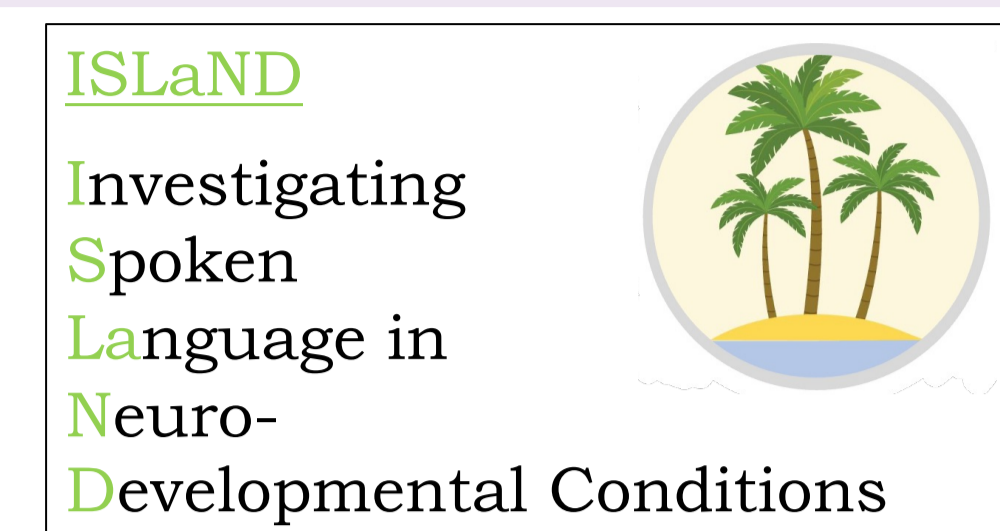 ISLaND
Investigating
Spoken
Language in
Neuro-
Developmental Conditions